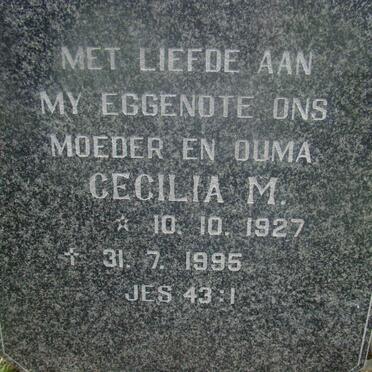 MET LIEFDE AAN
MY EGGENOTE ONS
MOEDER EN OUMA
CECILIA M.
☆ 10. 10. 1927
✝ 31. 7. 1995
JES 43:1